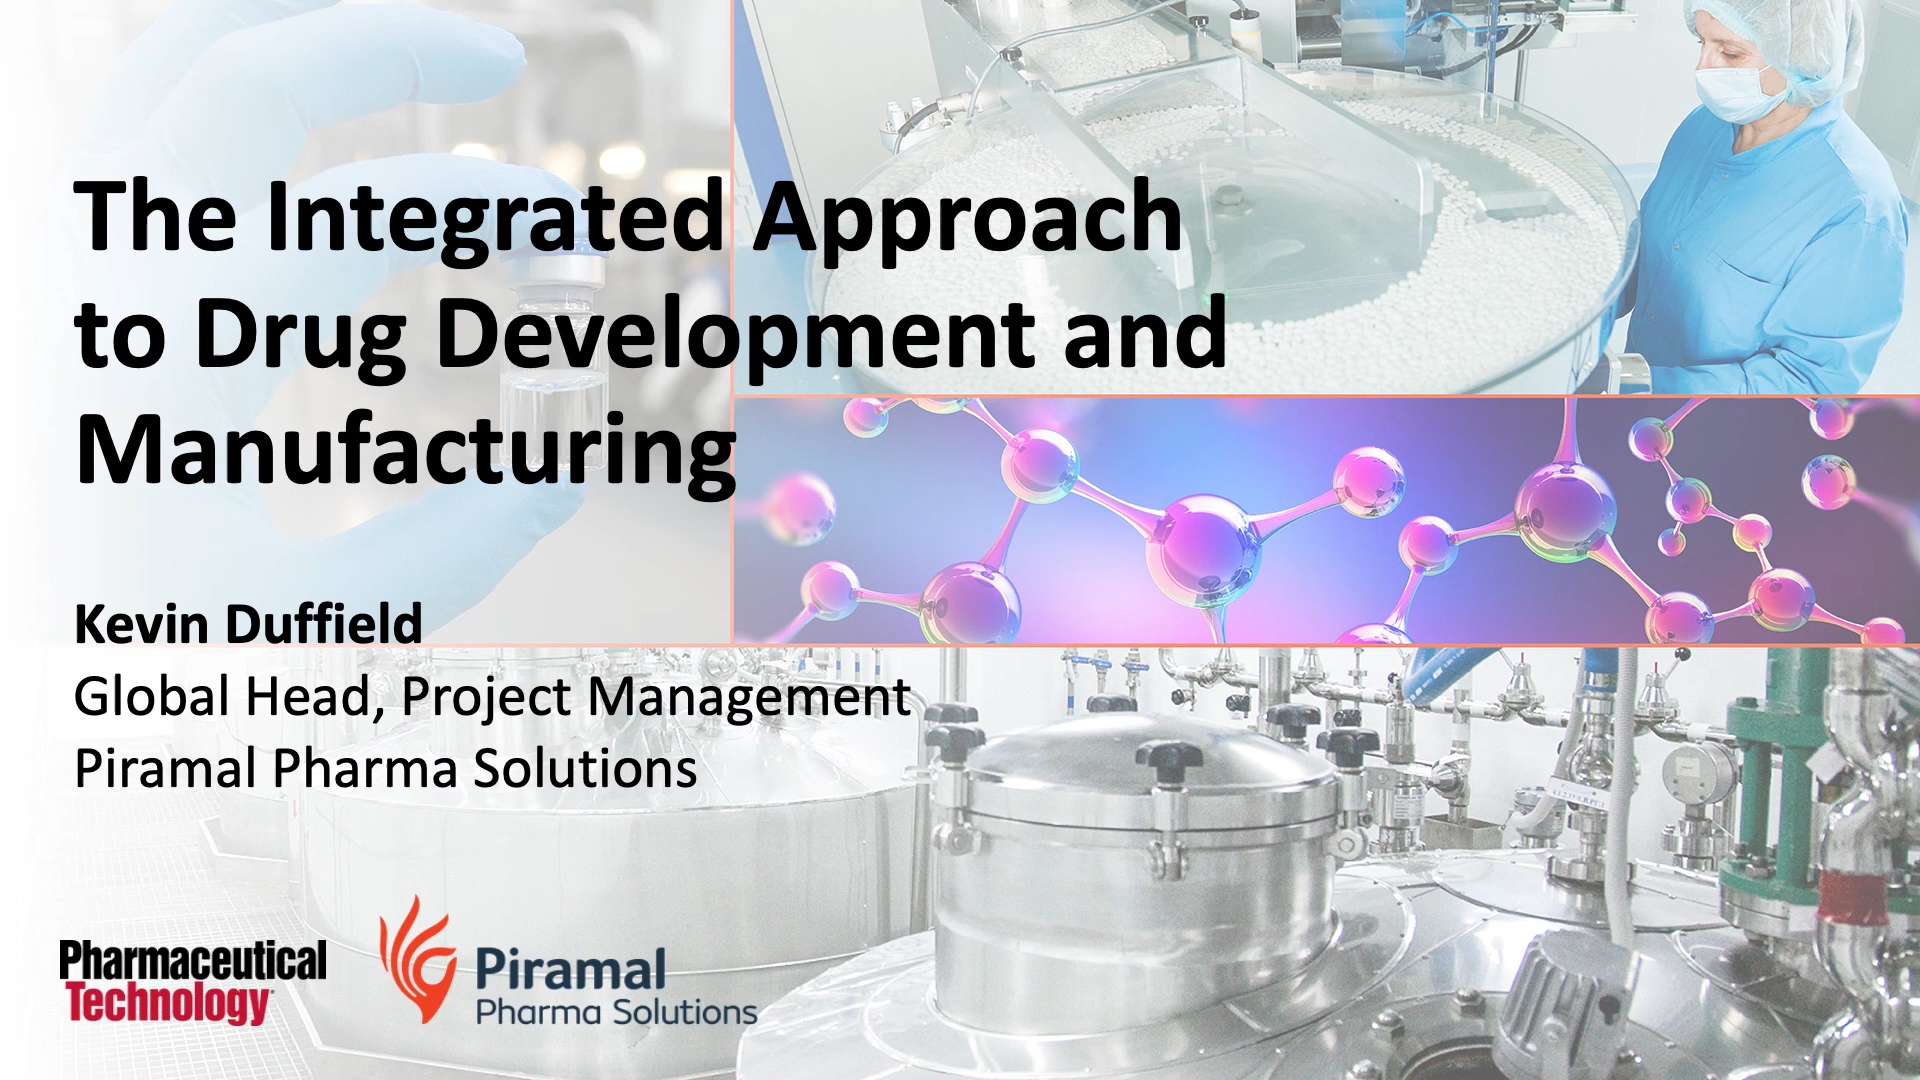 The Integrated Approach
to Drug Development and
Manufacturing
Kevin Duffield
Global Head, Project Management
Piramal Pharma Solutions
Pharmaceutical
Technology
Piramal
Pharma Solutions